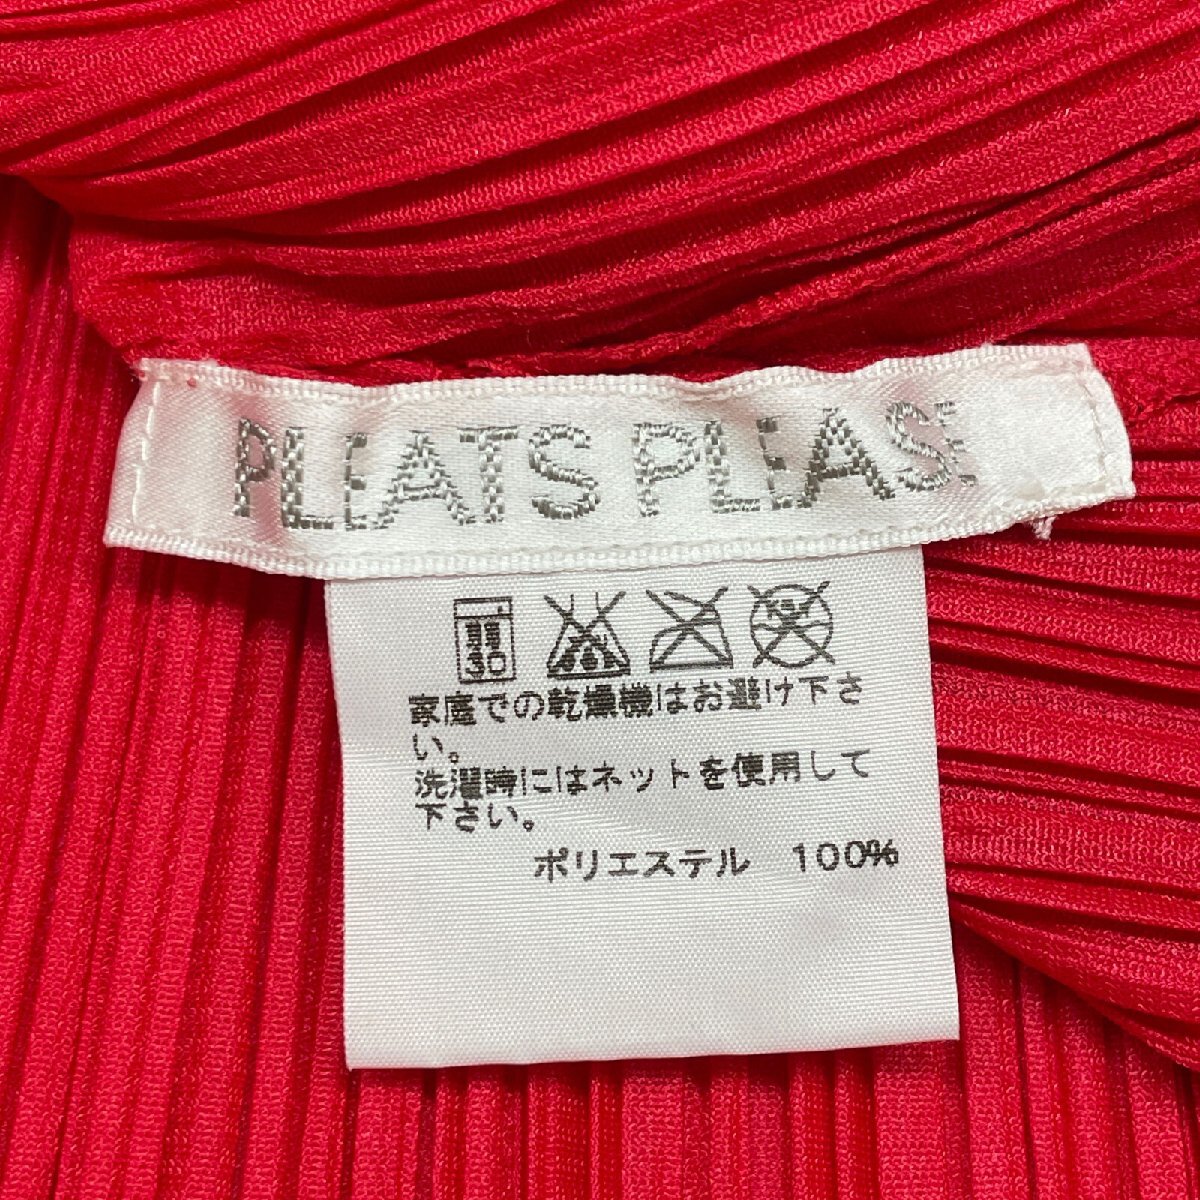 PLEATS PLEASE
30
家庭での乾燥機はお避け下さ
い。
洗濯時にはネットを使用して
下さい。
ポリエステル 100%